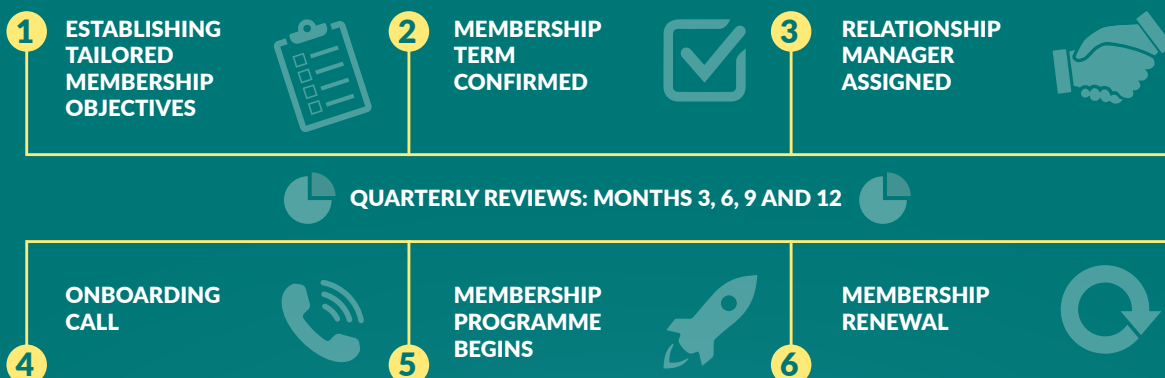 1
ESTABLISHING
TAILORED
MEMBERSHIP
OBJECTIVES
2
MEMBERSHIP
TERM
CONFIRMED
3
RELATIONSHIP
MANAGER
ASSIGNED
QUARTERLY REVIEWS: MONTHS 3, 6, 9 AND 12
4
ONBOARDING
CALL
5
MEMBERSHIP
PROGRAMME
BEGINS
6
MEMBERSHIP
RENEWAL